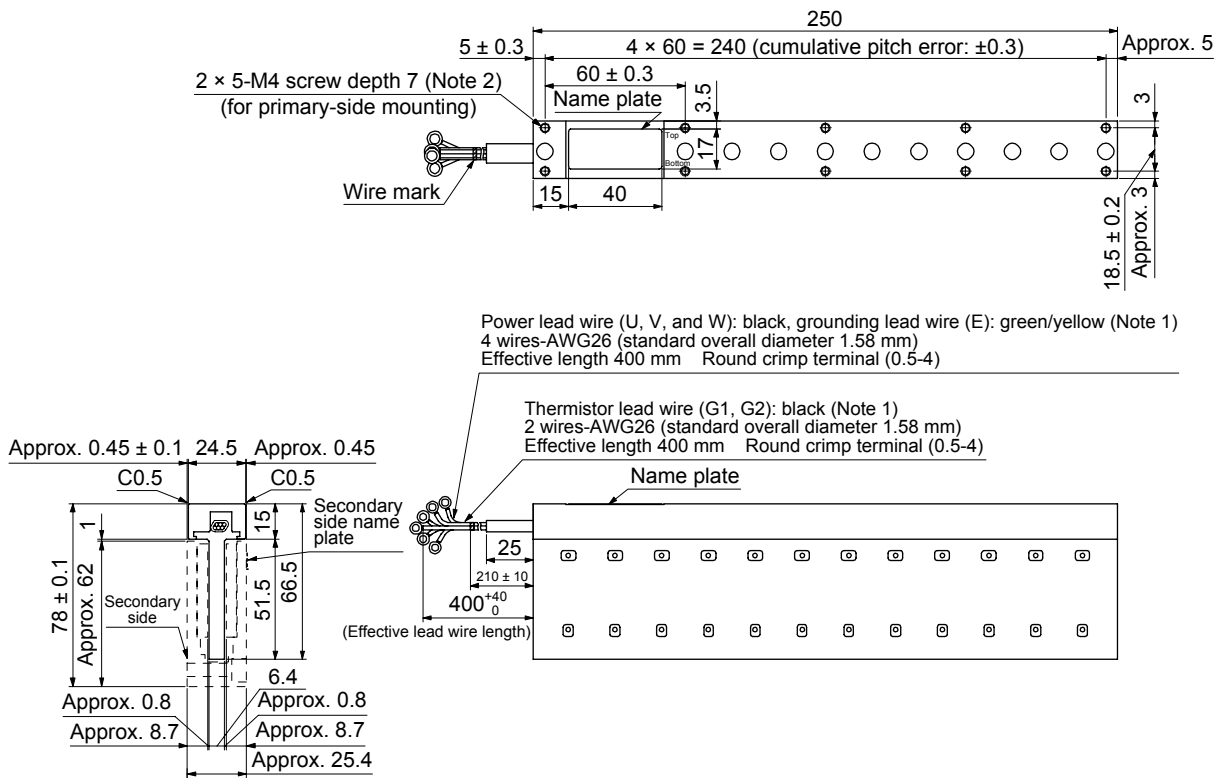 250
5 ± 0.3
4 × 60 = 240 (cumulative pitch error: ±0.3)
Approx. 5
2 × 5-M4 screw depth 7 (Note 2)
(for primary-side mounting)
60 ± 0.3
Name plate
3.5
3
Top
17
Bottom
Wire mark
15
40
18.5 ± 0.2
Approx. 3
Power lead wire (U, V, and W): black, grounding lead wire (E): green/yellow (Note 1)
4 wires-AWG26 (standard overall diameter 1.58 mm)
Effective length 400 mm Round crimp terminal (0.5-4)
Thermistor lead wire (G1, G2): black (Note 1)
2 wires-AWG26 (standard overall diameter 1.58 mm)
Effective length 400 mm Round crimp terminal (0.5-4)
Approx. 0.45 ± 0.1
24.5
Approx. 0.45
C0.5
C0.5
Name plate
Secondary
side name
plate
1
15
78 ± 0.1
Approx. 62
51.5
66.5
Secondary
side
25
210 ± 10
400 +40 0
(Effective lead wire length)
6.4
Approx. 0.8
Approx. 0.8
Approx. 8.7
Approx. 8.7
Approx. 25.4